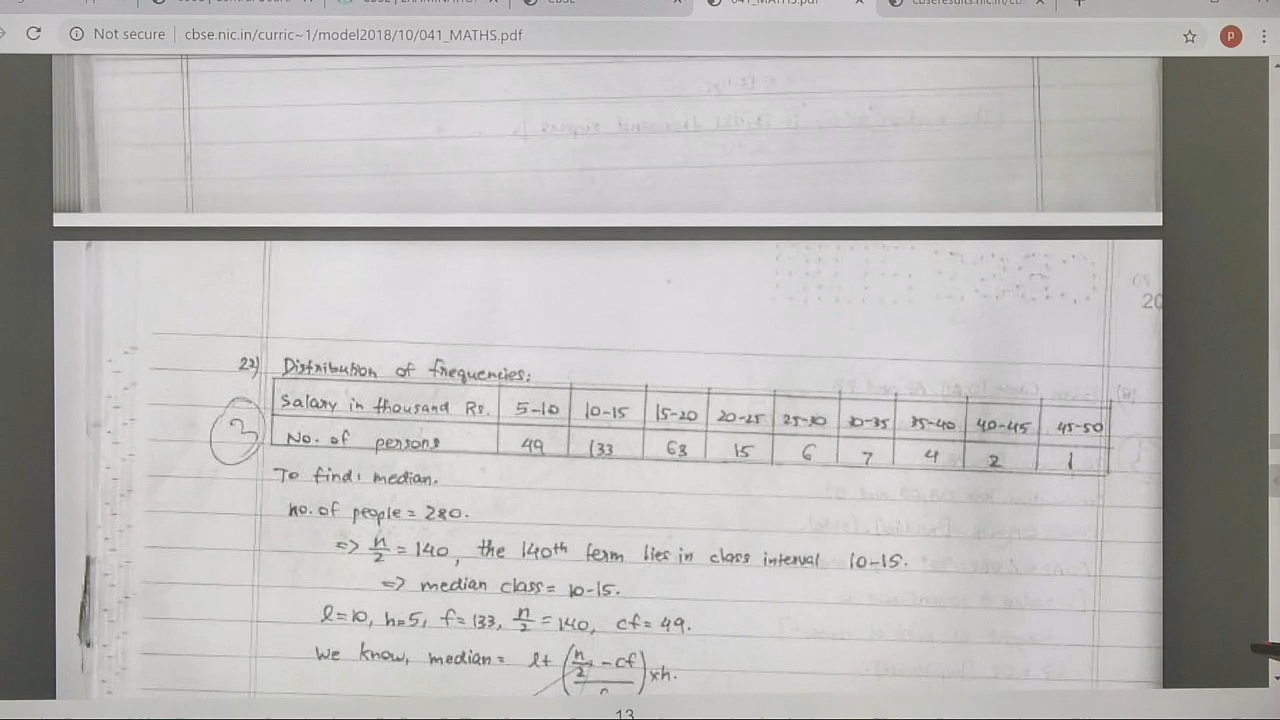 041_MATHS.pdf
Not secure | cbse.nic.in/curric~1/model2018/10/041_MATHS.pdf
P
20
22) Distribution of frequencies:
Salary in thousand Rs. 5-10 10-15 15-20 20-25 25-30 30-35 35-40 40-45 45-50
3
No. of persons 49 133 63 15 6 7 4 2 1
To find: median.
no. of people = 280.
=> n/2 = 140, the 140th term lies in class interval 10-15.
=> median class = 10-15.
l=10, h=5, f=133, n/2 = 140, cf= 49.
We know, median = l+ (n/2 - cf) xh.
13